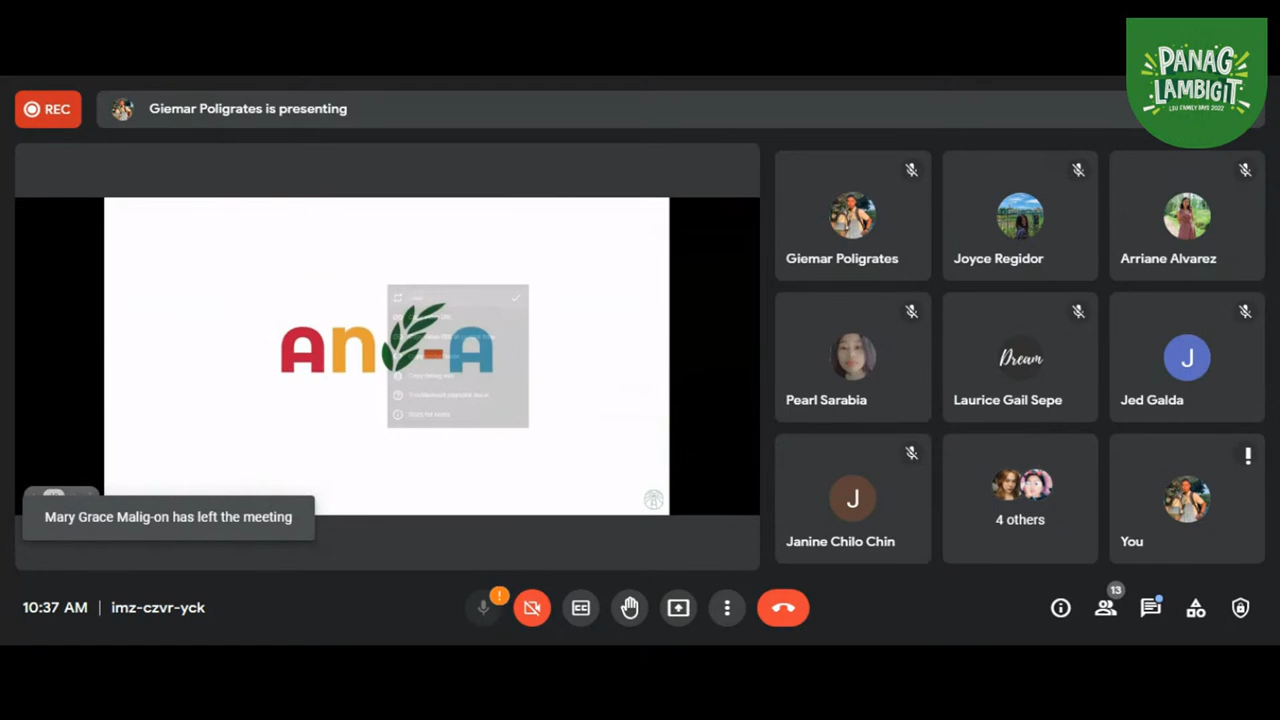 PANAG
LAMBIGIT
LSU FAMILY DAYS 2022
REC
Giemar Poligrates is presenting
ANI-A
Mary Grace Malig-on has left the meeting
Giemar Poligrates
Joyce Regidor
Arriane Alvarez
Pearl Sarabia
Dream
Laurice Gail Sepe
J
Jed Galda
J
Janine Chilo Chin
4 others
You
10:37 AM | imz-czvr-yck
CC
13